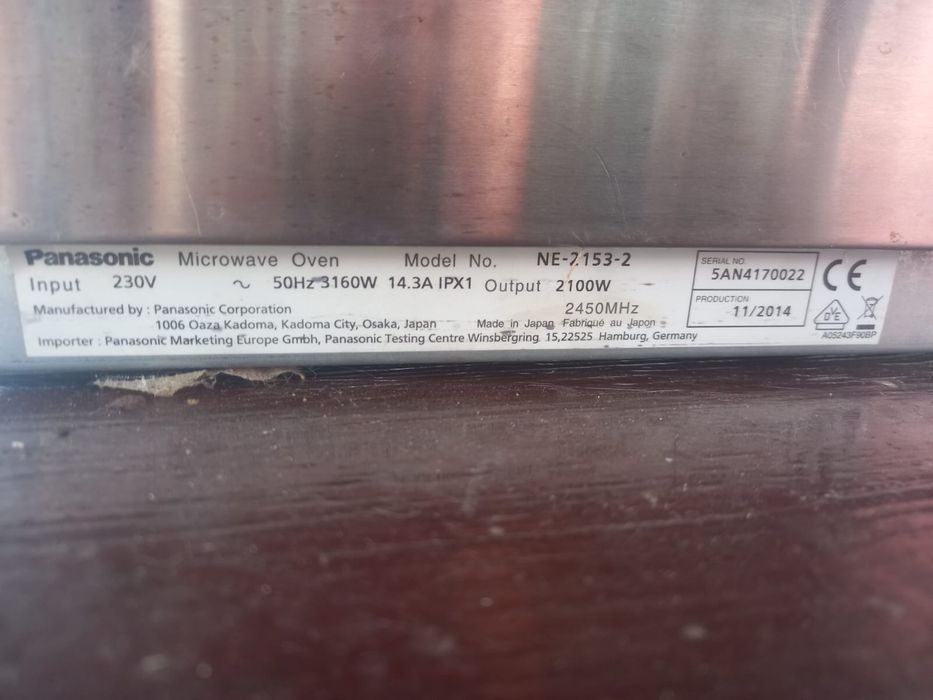 Panasonic Microwave Oven Model No. NE-2153-2
Input 230V ~ 50Hz 3160W 14.3A IPX1 Output 2100W
2450MHz
Manufactured by : Panasonic Corporation
1006 Oaza Kadoma, Kadoma City, Osaka, Japan Made in Japan Fabriqué au Japon
Importer : Panasonic Marketing Europe GmbH, Panasonic Testing Centre Winsbergring 15,22525 Hamburg, Germany
SERIAL NO.
5AN4170022
PRODUCTION
11/2014
CE
DVE
A05243F90BP